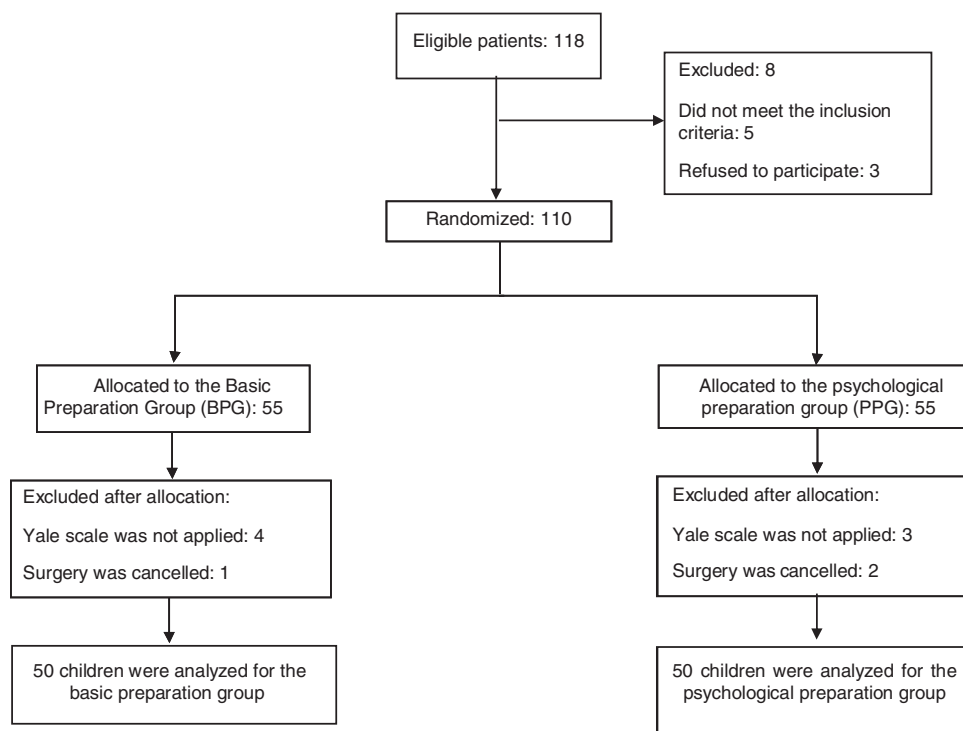 Eligible patients: 118
Excluded: 8
Did not meet the inclusion
criteria: 5
Refused to participate: 3
Randomized: 110
Allocated to the Basic
Preparation Group (BPG): 55
Allocated to the psychological
preparation group (PPG): 55
Excluded after allocation:
Yale scale was not applied: 4
Surgery was cancelled: 1
Excluded after allocation:
Yale scale was not applied: 3
Surgery was cancelled: 2
50 children were analyzed for the
basic preparation group
50 children were analyzed for the
psychological preparation group